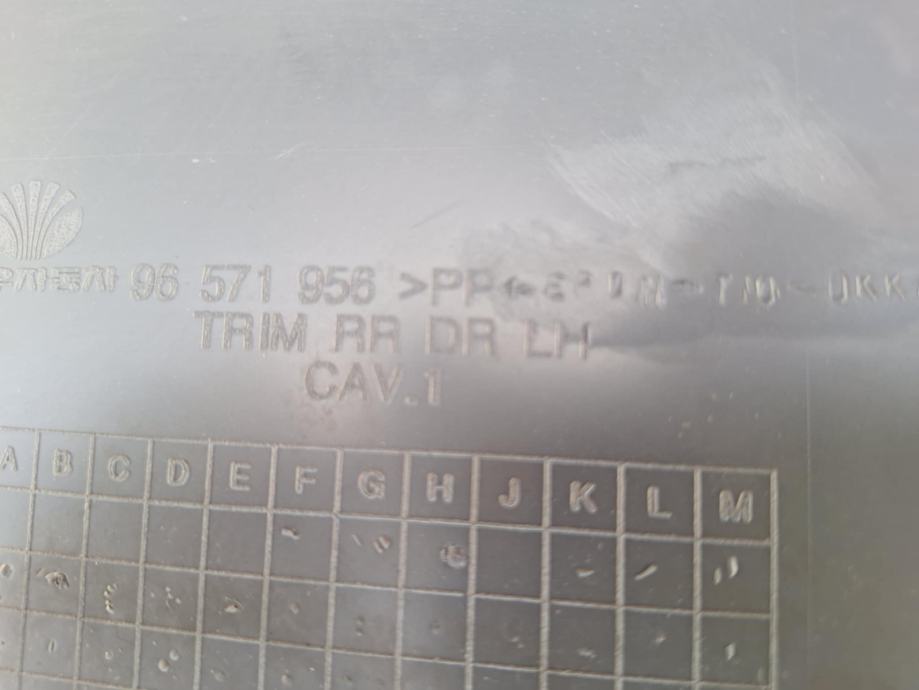 96 571 956 >PP
TRIM RR DR LH
CAV.1
A B C D E F G H J K L M